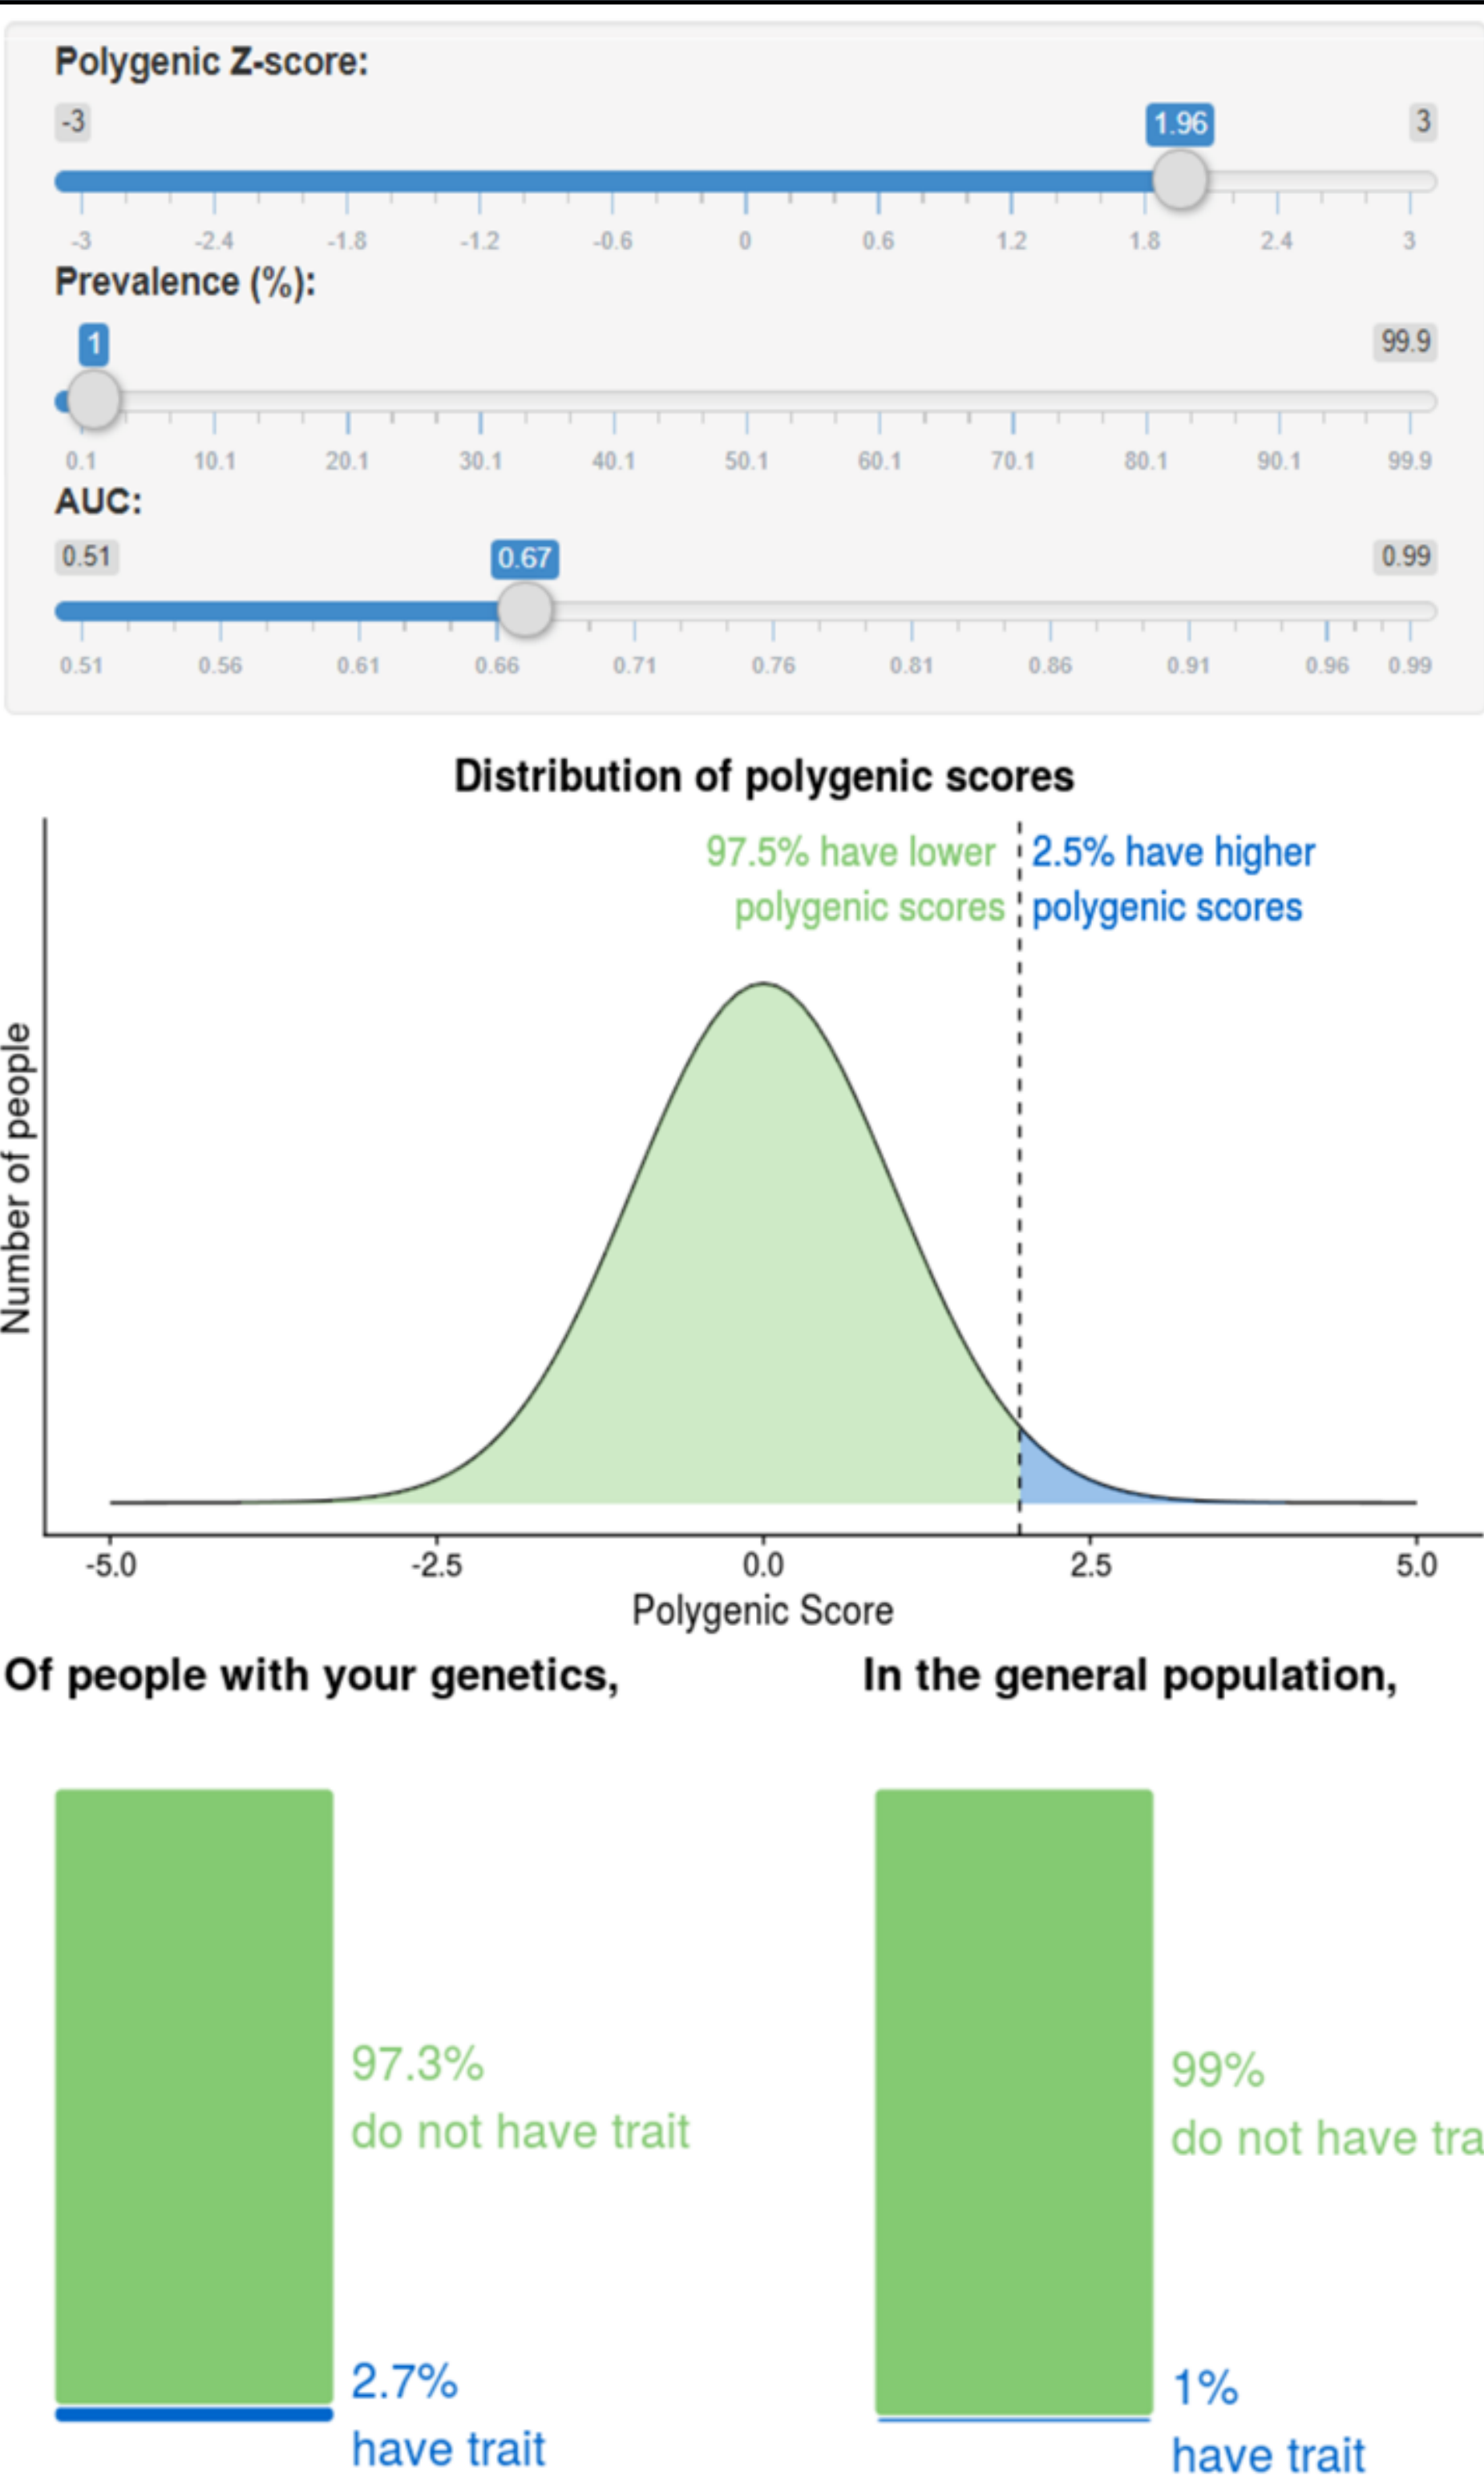 Polygenic Z-score:
-3 1.96 3
-3 -2.4 -1.8 -1.2 -0.6 0 0.6 1.2 1.8 2.4 3
Prevalence (%):
1 99.9
0.1 10.1 20.1 30.1 40.1 50.1 60.1 70.1 80.1 90.1 99.9
AUC:
0.51 0.67 0.99
0.51 0.56 0.61 0.66 0.71 0.76 0.81 0.86 0.91 0.96 0.99
Distribution of polygenic scores
97.5% have lower
polygenic scores
2.5% have higher
polygenic scores
Number of people
-5.0 -2.5 0.0 2.5 5.0
Polygenic Score
Of people with your genetics,
97.3%
do not have trait
2.7%
have trait
In the general population,
99%
do not have tra
1%
have trait